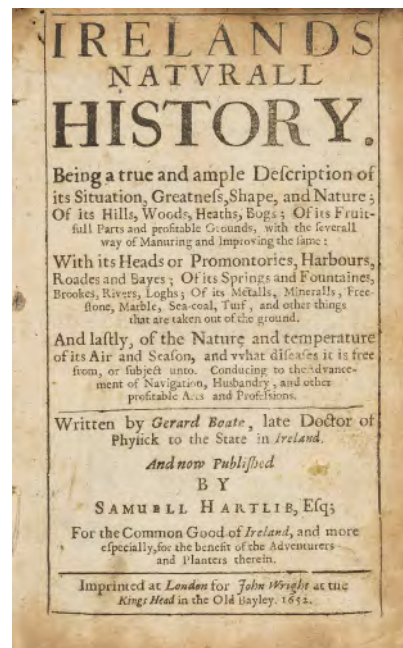 IRELANDS
NATVRALL
HISTORY.
Being a true and ample Deſcription of
its Situation, Greatneſs, Shape, and Nature;
Of its Hills, Woods, Heaths, Bogs; Of its Fruit-
full Parts and profitable Grounds, with the ſeverall
way of Manuring and Improving the ſame:
With its Heads or Promontories, Harbours,
Roades and Bayes; Of its Springs and Fountaines,
Brookes, Rivers, Loghs; Of its Metalls, Mineralls, Free-
ſtone, Marble, Sea-coal, Turf, and other things
that are taken out of the ground.
And laſtly, of the Nature and temperature
of its Air and Seaſon, and vvhat diſeaſes it is free
from, or ſubject unto. Conducing to the Advance-
ment of Navigation, Husbandry, and other
profitable Arts and Profeſsions.
Written by Gerard Boate, late Doctor of
Phyſick to the State in Ireland.
And now Publiſhed
BY
SAMUELL HARTLIB, Eſq;
For the Common Good of Ireland, and more
eſpecially, for the benefit of the Adventurers
and Planters therein.
Imprinted at London for John Wright at the
Kings Head in the Old Bayley. 1652.